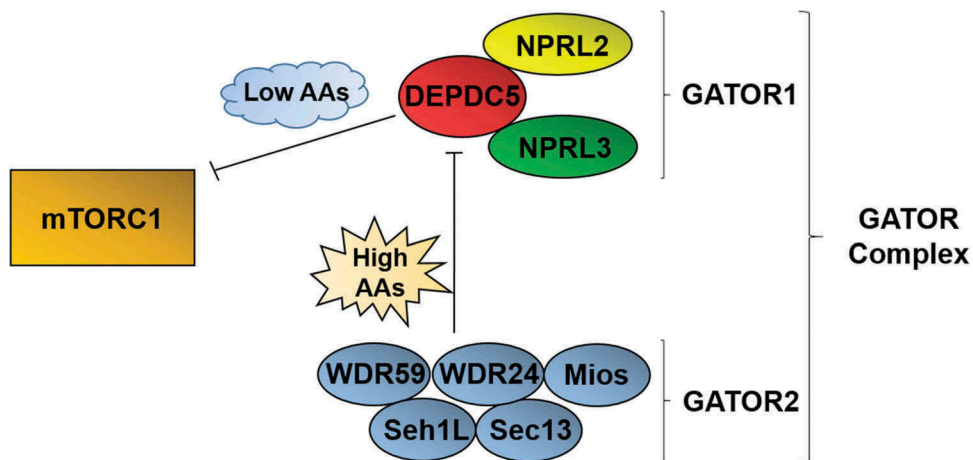 NPRL2
Low AAs
DEPDC5
GATOR1
NPRL3
mTORC1
GATOR
Complex
High
AAs
WDR59
WDR24
Mios
GATOR2
Seh1L
Sec13